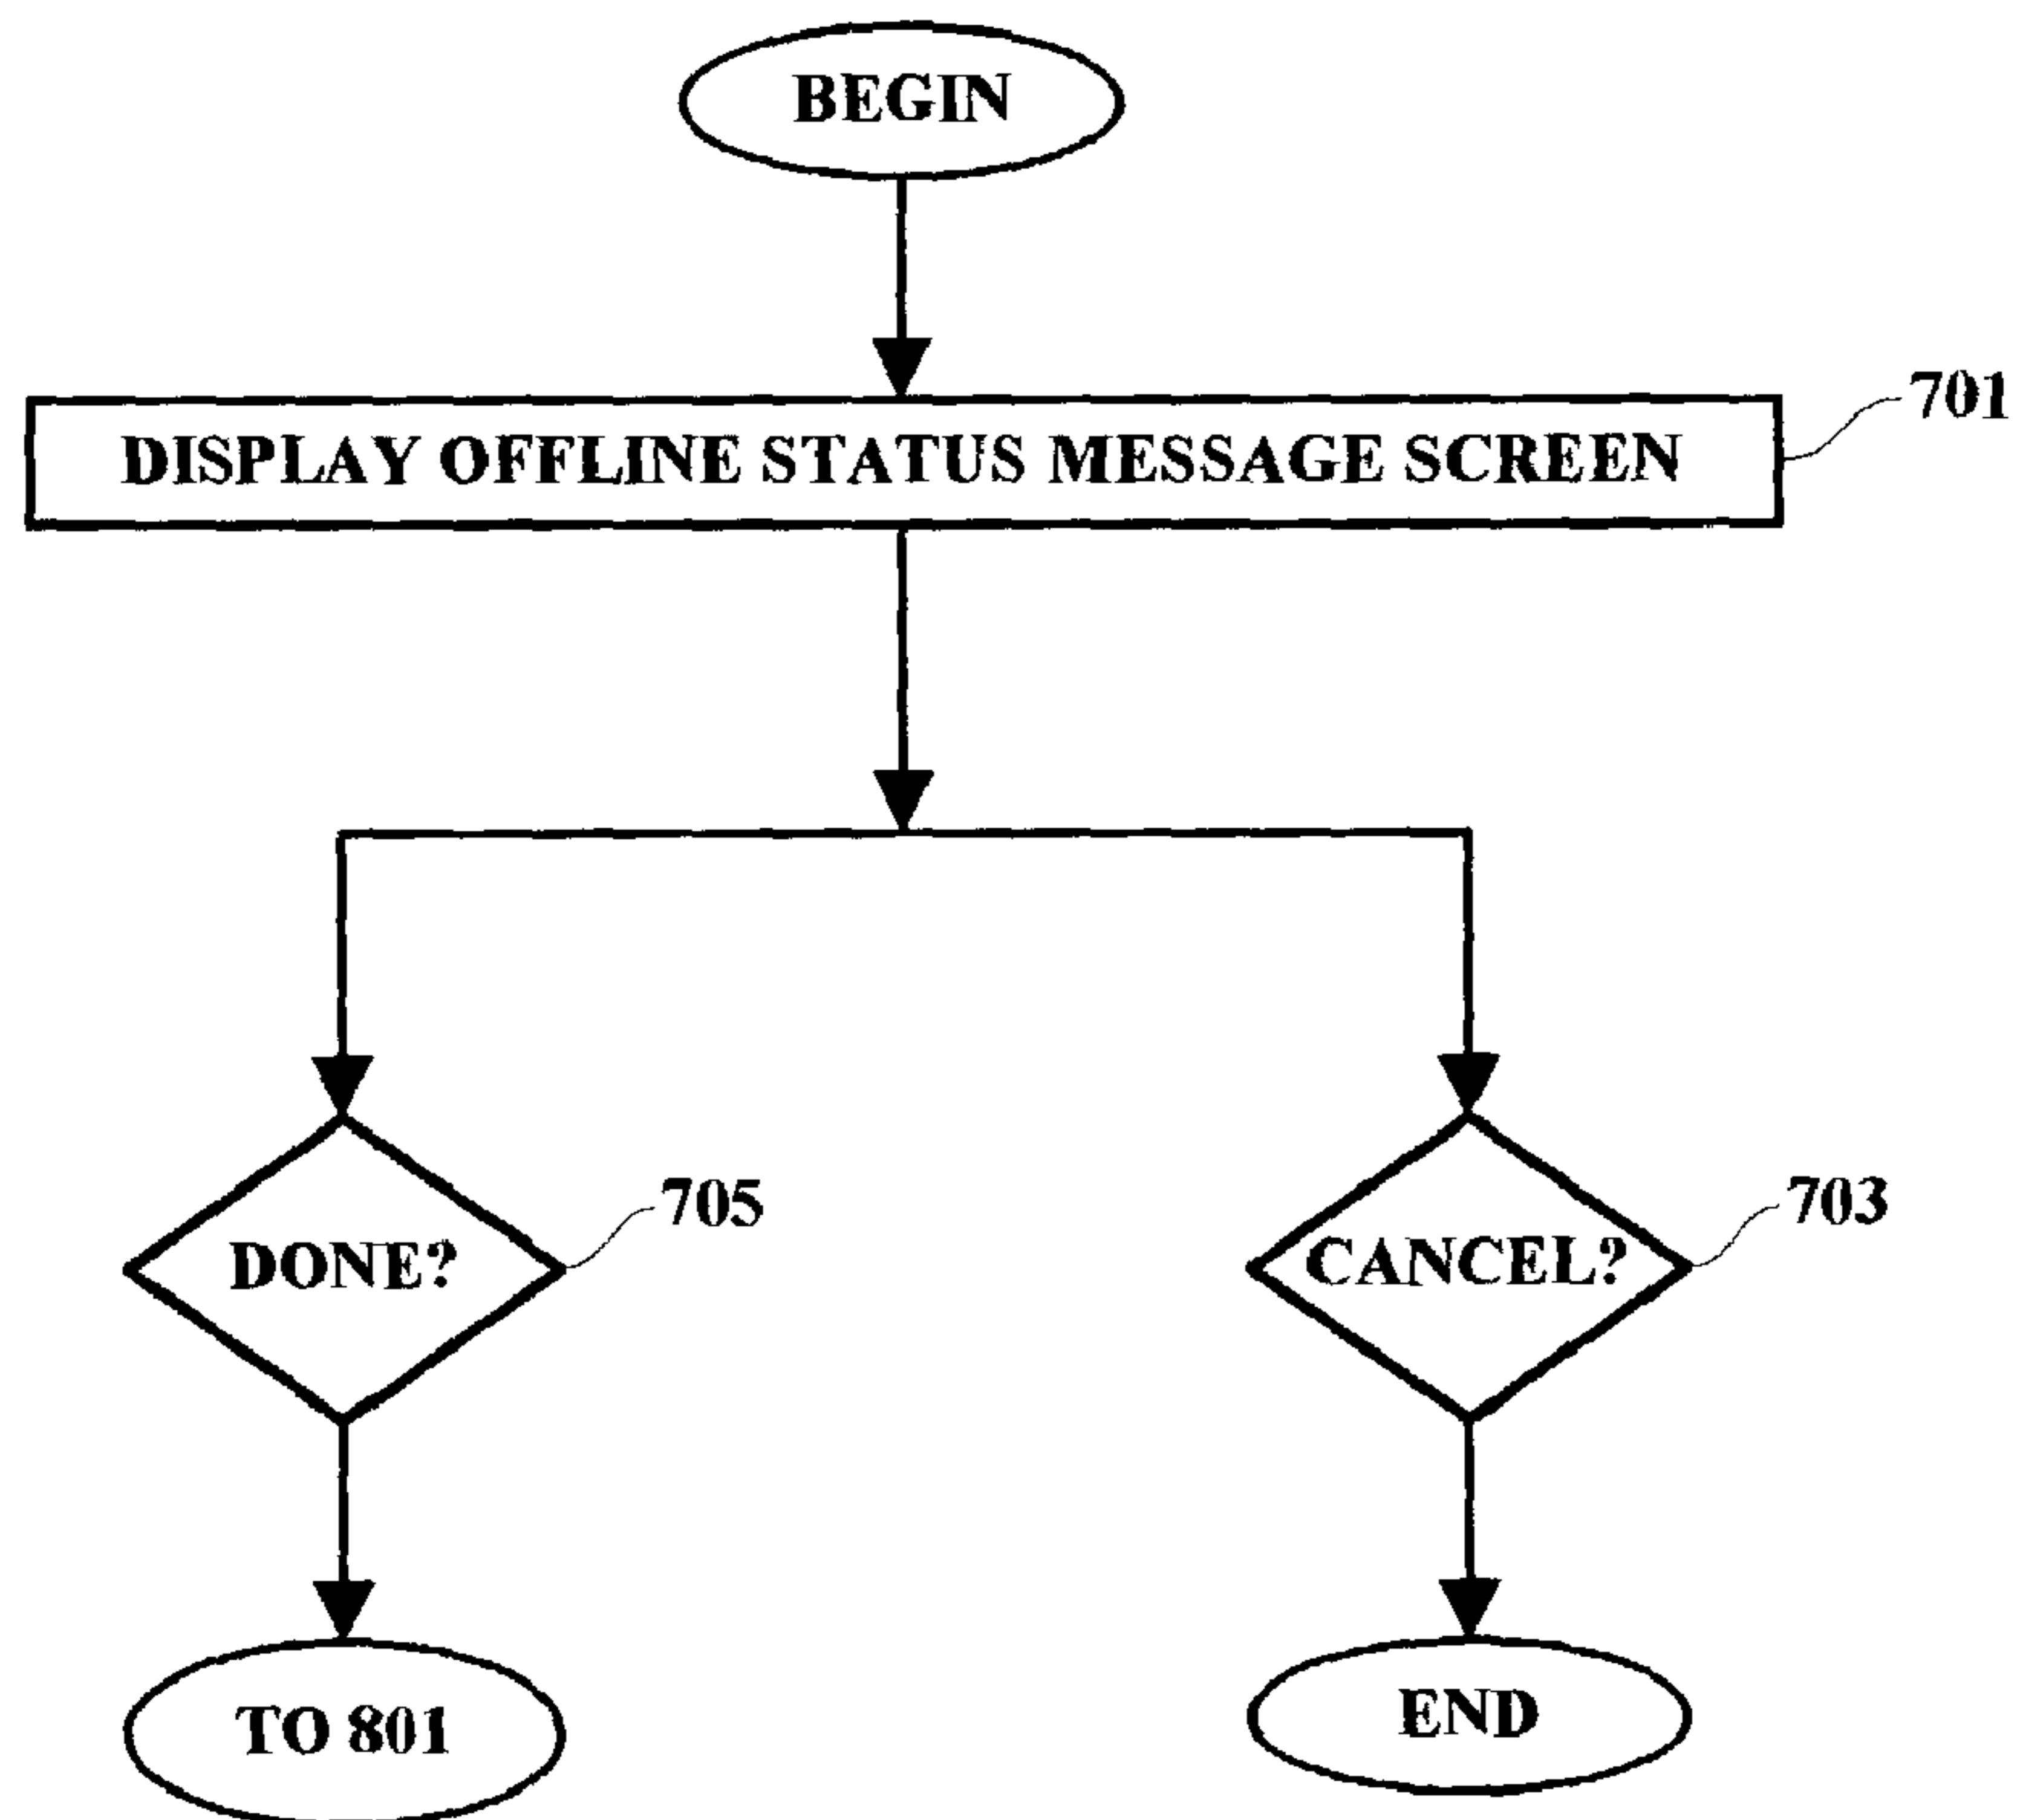 BEGIN
701
DISPLAY OFFLINE STATUS MESSAGE SCREEN
705
703
DONE?
CANCEL?
TO 801
END